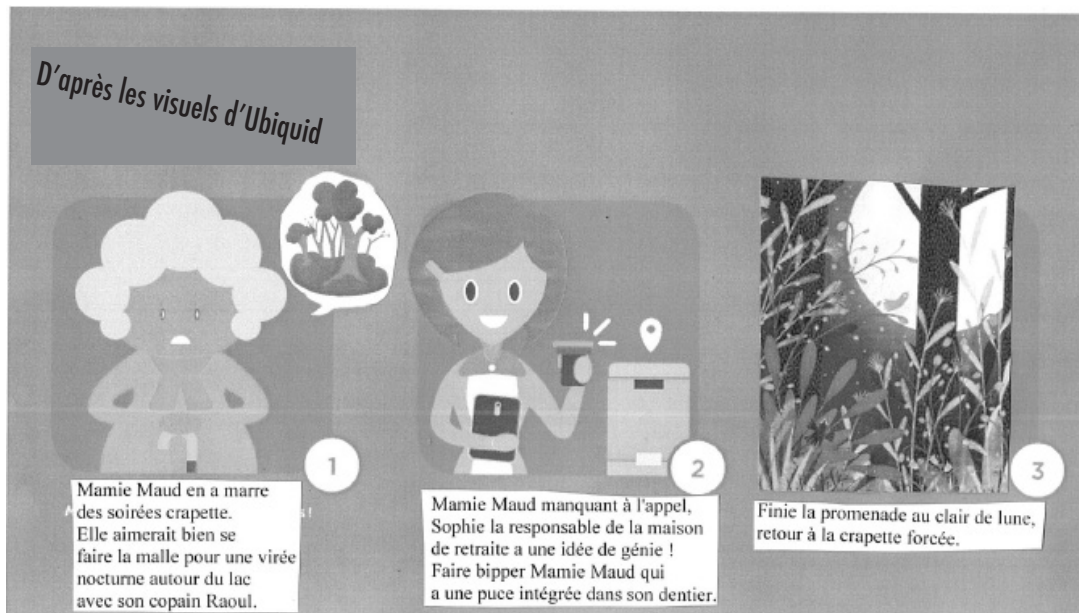 D'après les visuels d'Ubiquid
1
2
3
Mamie Maud en a marre
des soirées crapette.
Elle aimerait bien se
faire la malle pour une virée
nocturne autour du lac
avec son copain Raoul.
Mamie Maud manquant à l'appel,
Sophie la responsable de la maison
de retraite a une idée de génie !
Faire bipper Mamie Maud qui
a une puce intégrée dans son dentier.
Finie la promenade au clair de lune,
retour à la crapette forcée.